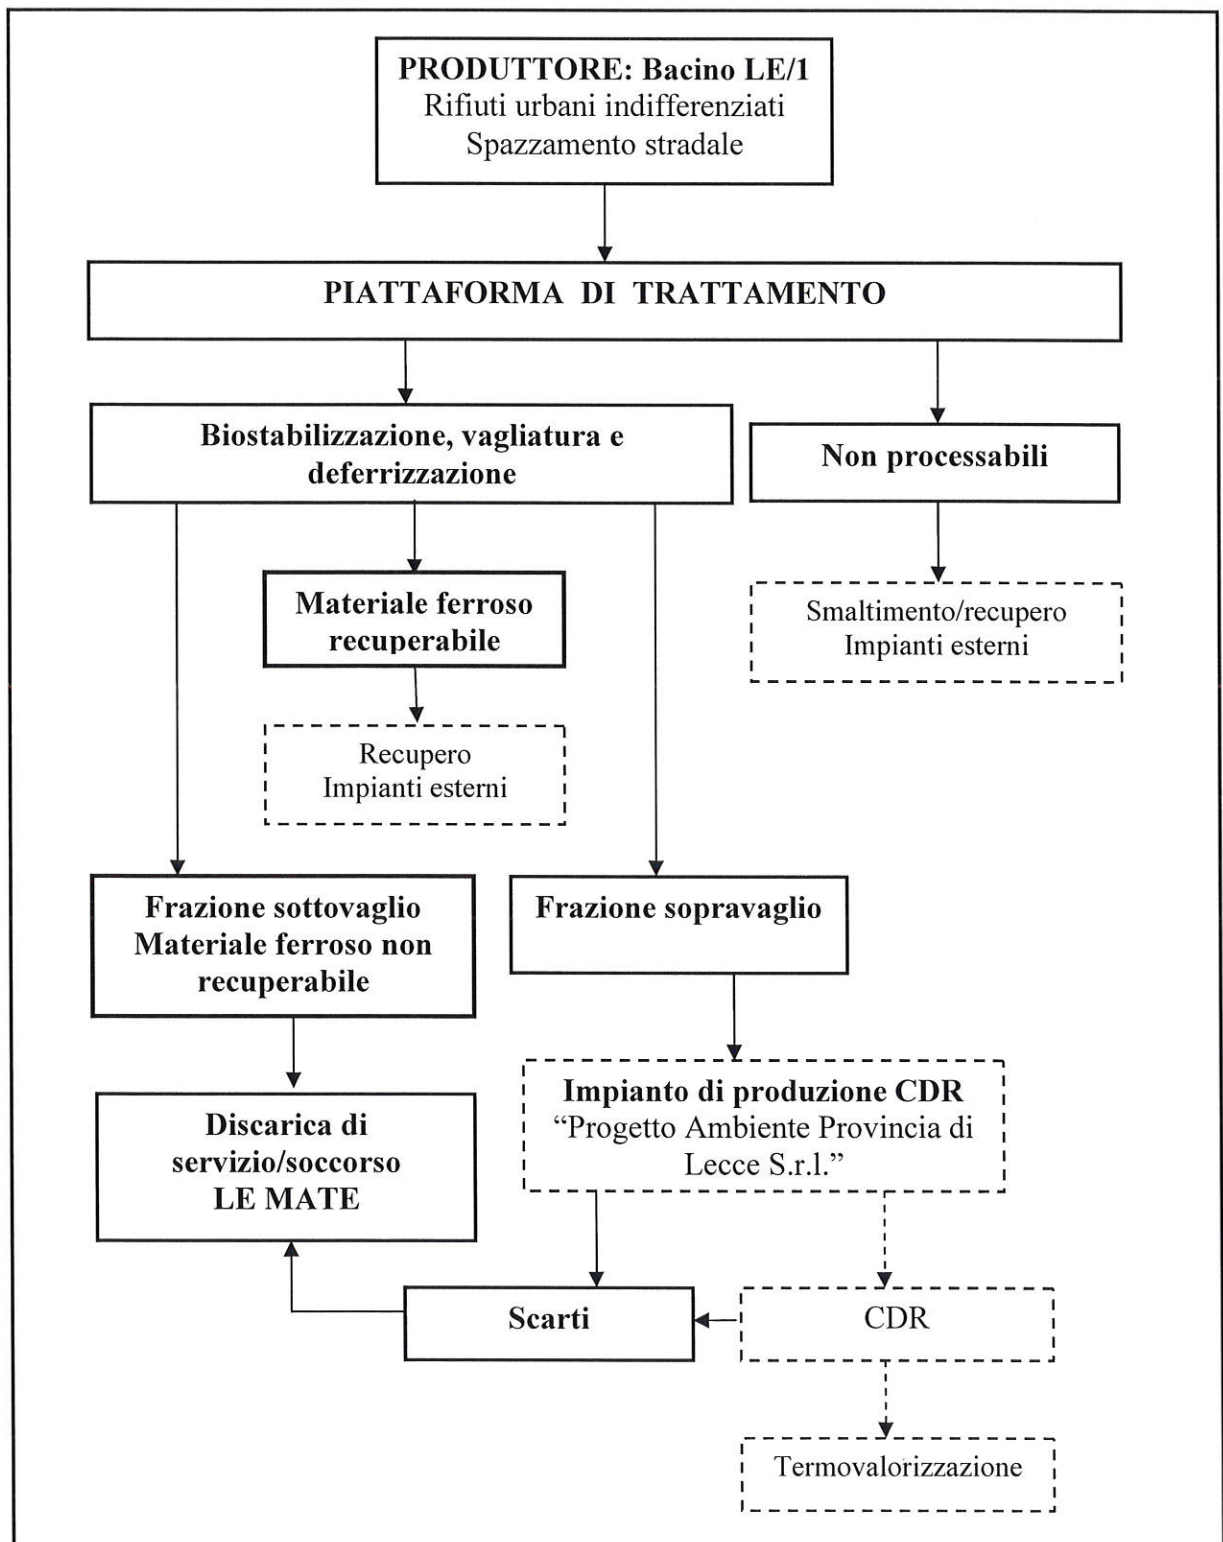 PRODUTTORE: Bacino LE/1
Rifiuti urbani indifferenziati
Spazzamento stradale
PIATTAFORMA DI TRATTAMENTO
Biostabilizzazione, vagliatura e
deferrizzazione
Non processabili
Materiale ferroso
recuperabile
Smaltimento/recupero
Impianti esterni
Recupero
Impianti esterni
Frazione sottovaglio
Materiale ferroso non
recuperabile
Frazione sopravaglio
Discarica di
servizio/soccorso
LE MATE
Impianto di produzione CDR
“Progetto Ambiente Provincia di
Lecce S.r.l.”
Scarti
CDR
Termovalorizzazione